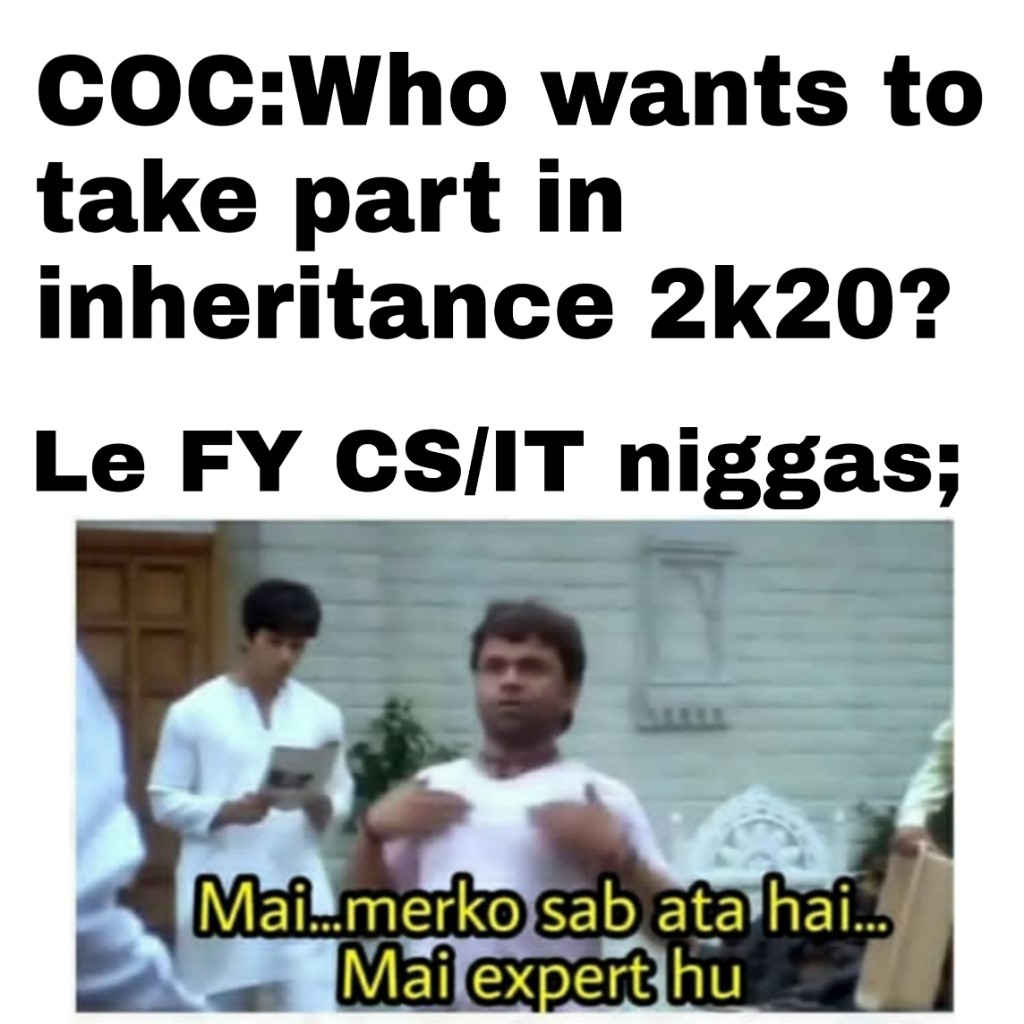 COC:Who wants to
take part in
inheritance 2k20?
Le FY CS/IT niggas;
Mai...merko sab ata hai...
Mai expert hu